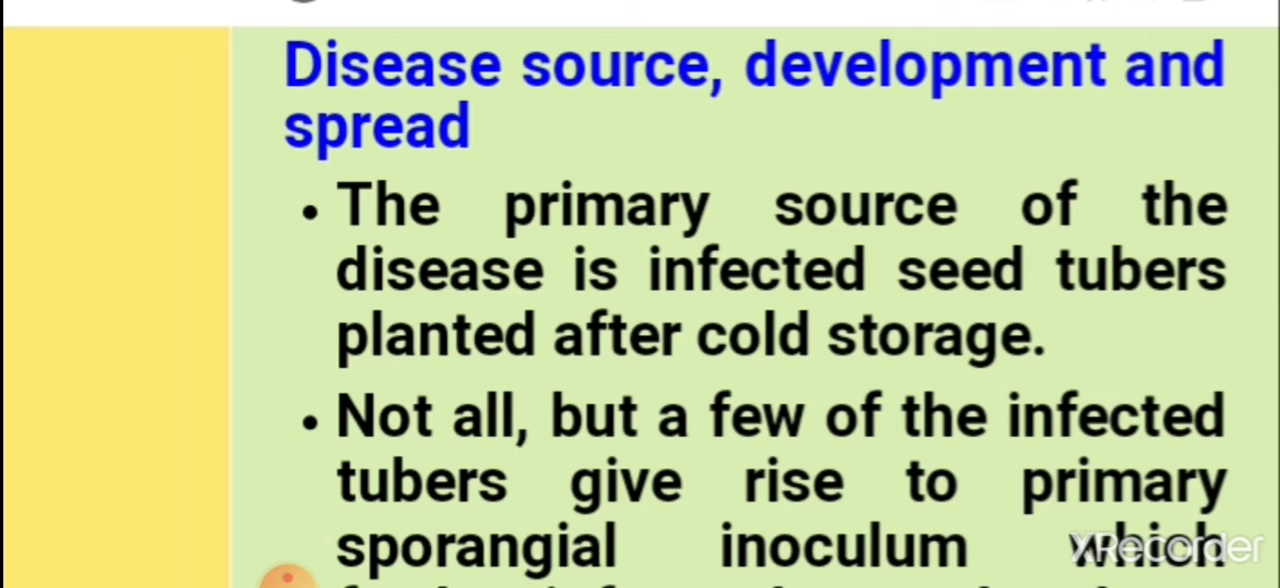 Disease source, development and
spread
• The primary source of the
disease is infected seed tubers
planted after cold storage.
• Not all, but a few of the infected
tubers give rise to primary
sporangial inoculum which
XRecorder